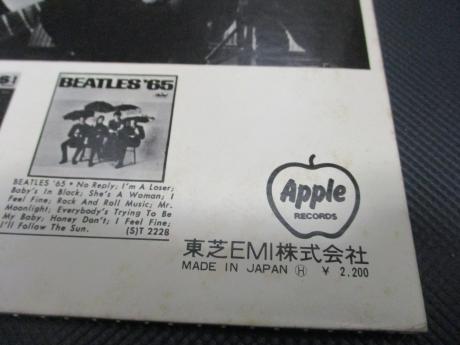 BEATLES '65
BEATLES '65 • No Reply; I'm A Loser;
Baby's In Black; She's A Woman; I
Feel Fine; Rock And Roll Music; Mr.
Moonlight; Everybody's Trying To Be
My Baby; Honey Don't; I Feel Fine;
I'll Follow The Sun. (S)T 2228
Apple
RECORDS
東芝EMI株式会社
MADE IN JAPAN Ⓗ ¥ 2,200